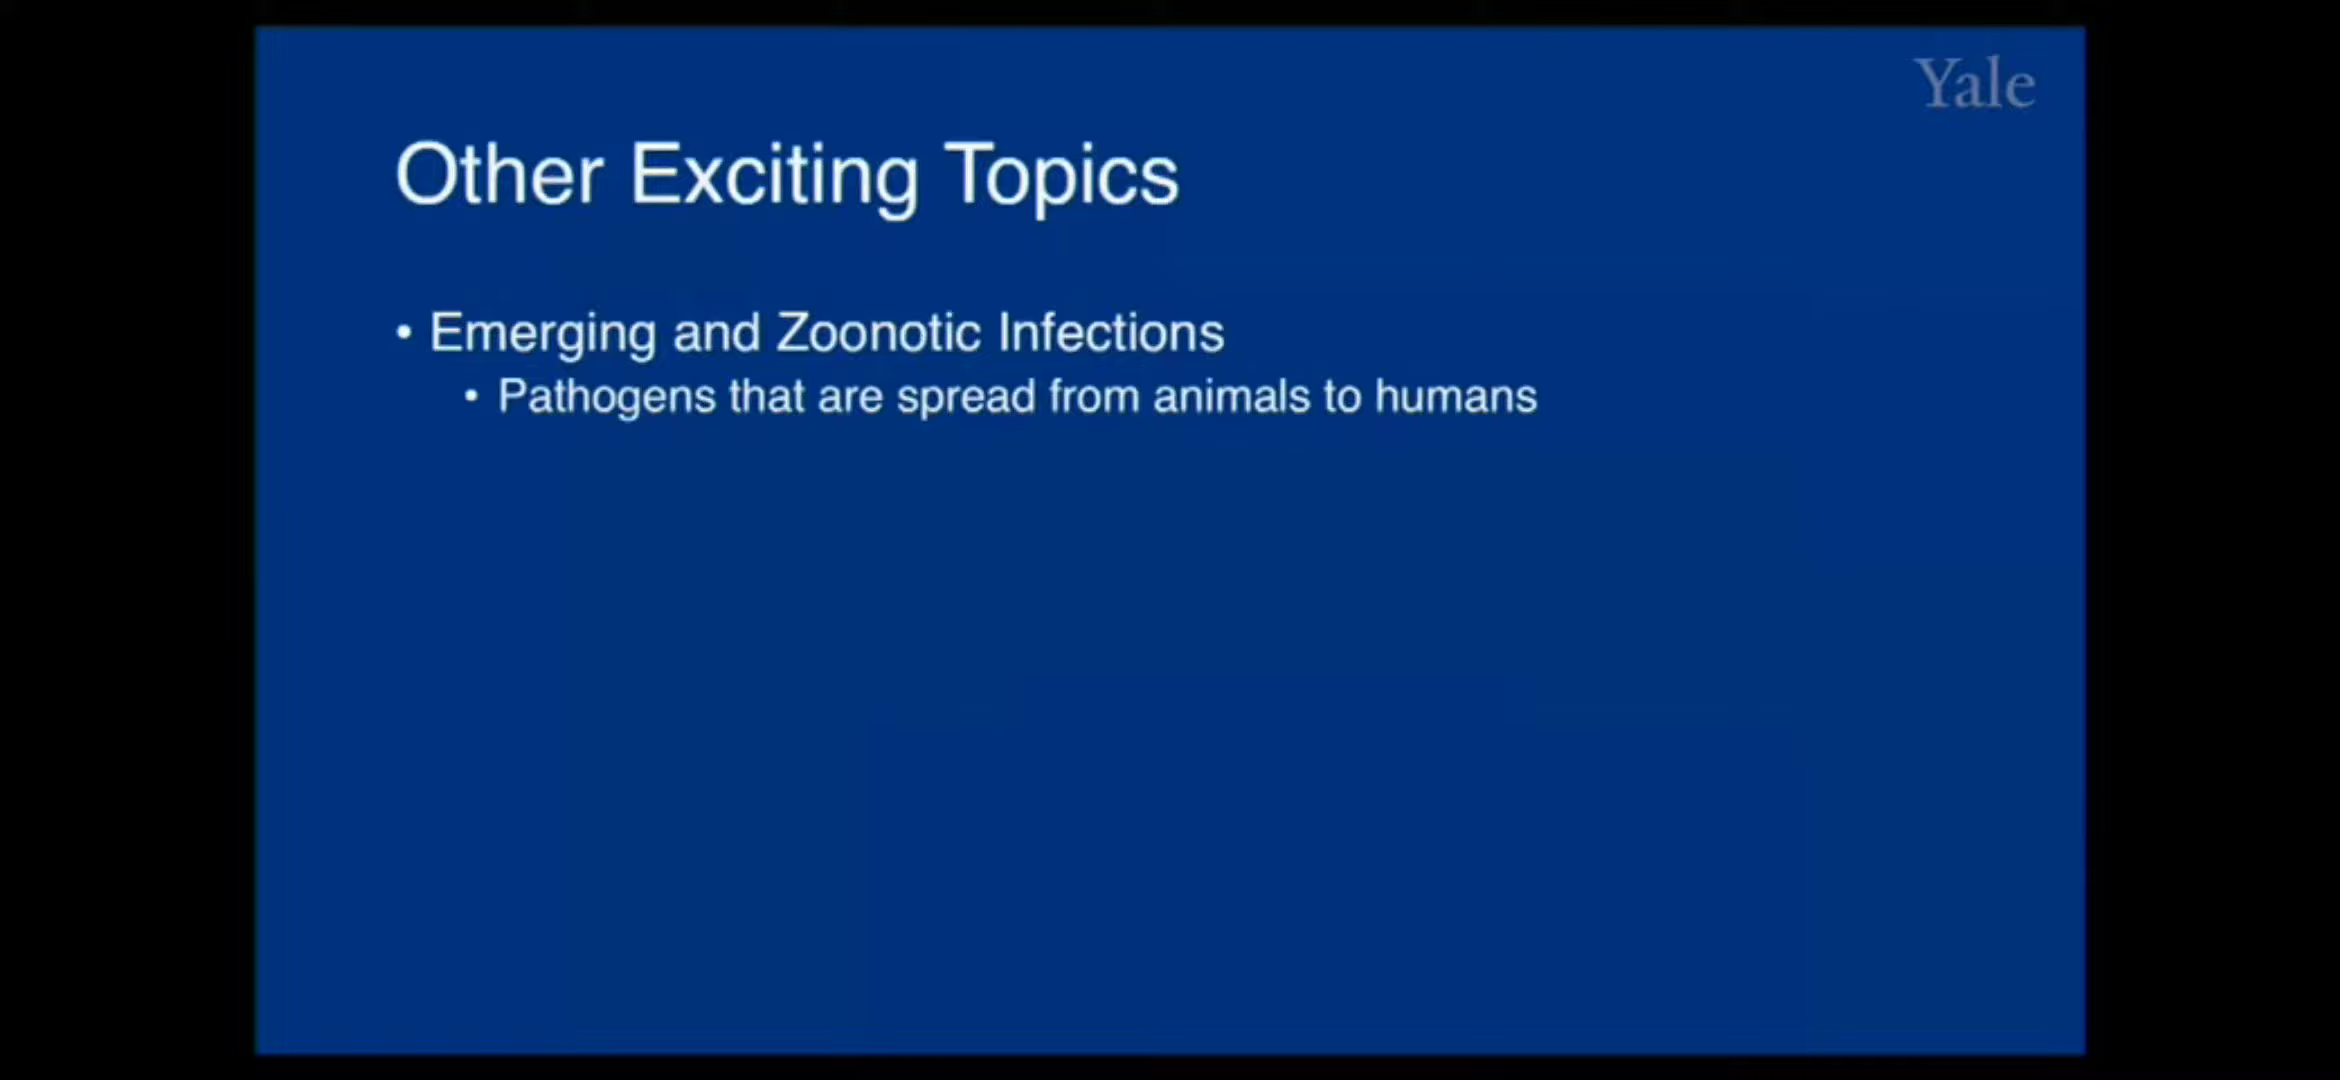 Yale
Other Exciting Topics
• Emerging and Zoonotic Infections
• Pathogens that are spread from animals to humans